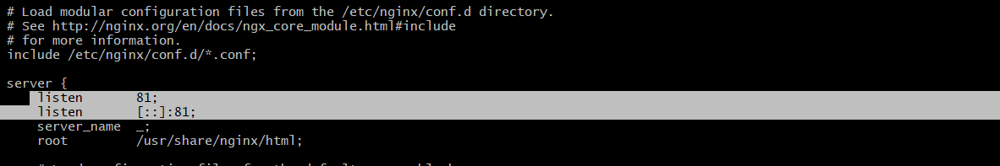 # Load modular configuration files from the /etc/nginx/conf.d directory.
# See http://nginx.org/en/docs/ngx_core_module.html#include
# for more information.
include /etc/nginx/conf.d/*.conf;
server {
listen 81;
listen [::]:81;
server_name _;
root /usr/share/nginx/html;